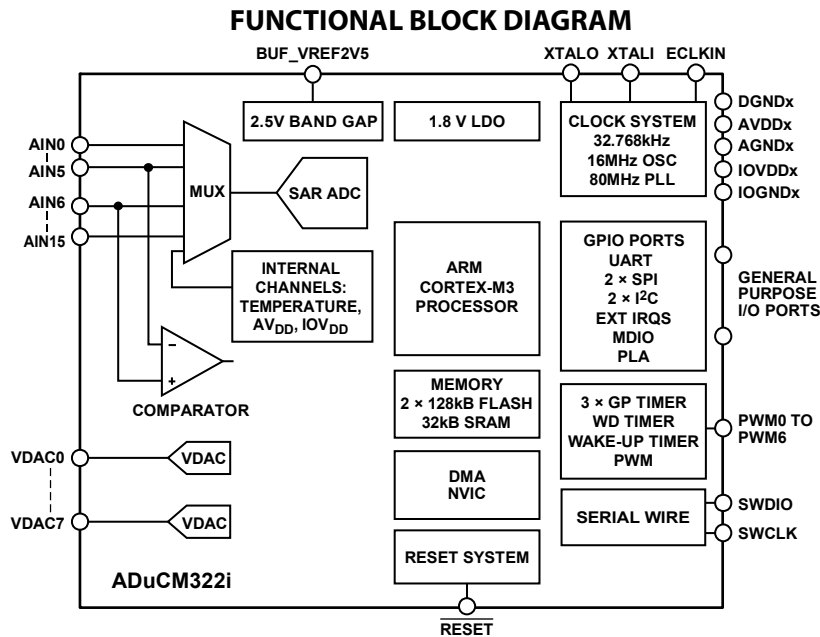 FUNCTIONAL BLOCK DIAGRAM
BUF_VREF2V5
XTALO XTALI ECLKIN
2.5V BAND GAP
1.8 V LDO
CLOCK SYSTEM
32.768kHz
16MHz OSC
80MHz PLL
DGNDx
AVDDx
AGNDx
IOVDDx
IOGNDx
AIN0
AIN5
AIN6
AIN15
MUX
SAR ADC
INTERNAL
CHANNELS:
TEMPERATURE,
AVDD, IOVDD
ARM
CORTEX-M3
PROCESSOR
GPIO PORTS
UART
2 × SPI
2 × I2C
EXT IRQS
MDIO
PLA
GENERAL
PURPOSE
I/O PORTS
−
+
COMPARATOR
MEMORY
2 × 128kB FLASH
32kB SRAM
3 × GP TIMER
WD TIMER
WAKE-UP TIMER
PWM
PWM0 TO
PWM6
VDAC0
VDAC
VDAC7
VDAC
DMA
NVIC
SERIAL WIRE
SWDIO
SWCLK
RESET SYSTEM
ADuCM322i
RESET